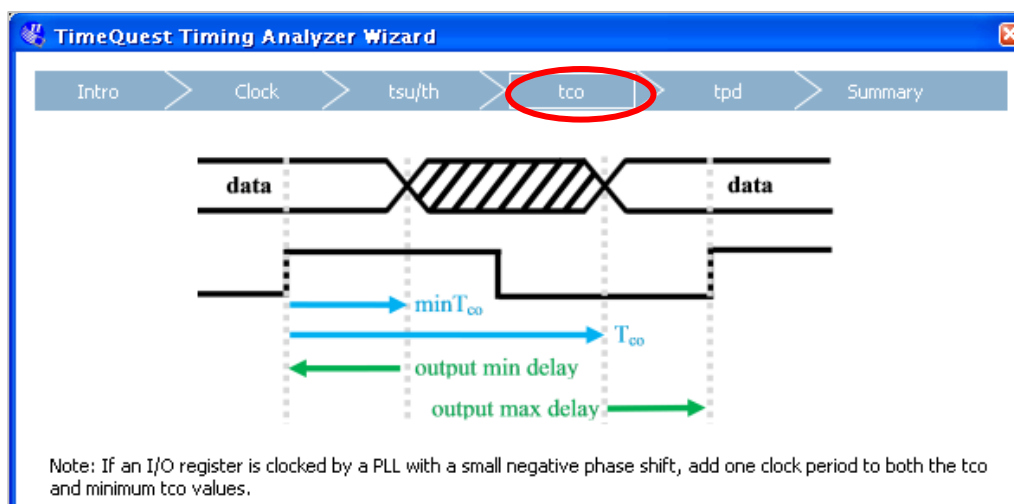 TimeQuest Timing Analyzer Wizard
Intro Clock tsu/th tco tpd Summary
data data
minTco
Tco
output min delay
output max delay
Note: If an I/O register is clocked by a PLL with a small negative phase shift, add one clock period to both the tco
and minimum tco values.